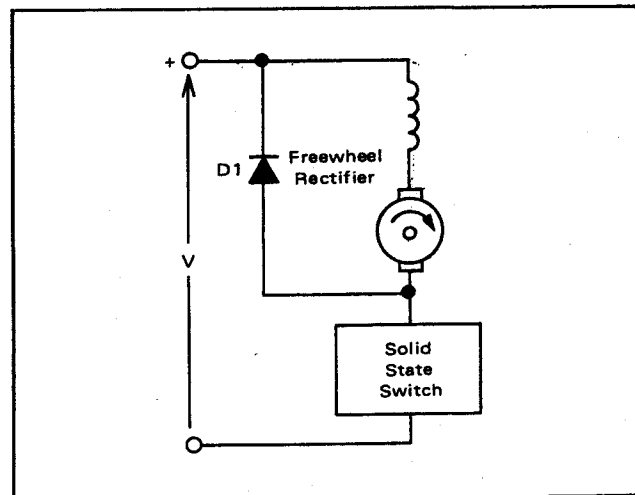 +
D1
Freewheel
Rectifier
V
Solid
State
Switch